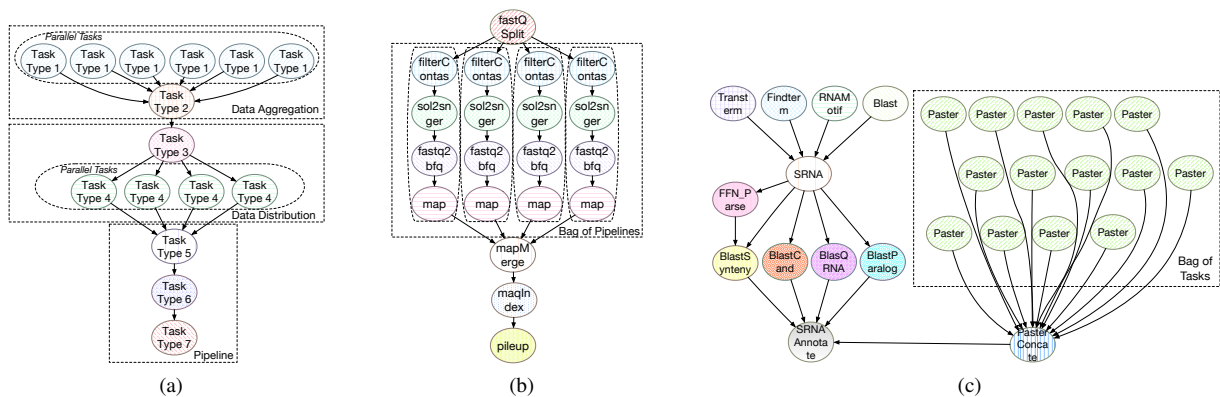 Parallel Tasks
Task
Type 1
Task
Type 1
Task
Type 1
Task
Type 1
Task
Type 1
Task
Type 1
Task
Type 2
Data Aggregation
Task
Type 3
Parallel Tasks
Task
Type 4
Task
Type 4
Task
Type 4
Task
Type 4
Data Distribution
Task
Type 5
Task
Type 6
Task
Type 7
Pipeline
(a)
fastQ
Split
filterC
ontas
filterC
ontas
filterC
ontas
filterC
ontas
sol2sn
ger
sol2sn
ger
sol2sn
ger
sol2sn
ger
fastq2
bfq
fastq2
bfq
fastq2
bfq
fastq2
bfq
map
map
map
map
Bag of Pipelines
mapM
erge
maqIn
dex
pileup
(b)
Transt
erm
Findter
m
RNAM
otif
Blast
SRNA
FFN_P
arse
BlastS
ynteny
BlastC
and
BlasQ
RNA
BlastP
aralog
SRNA
Annota
te
Paster
Paster
Paster
Paster
Paster
Paster
Paster
Paster
Paster
Paster
Paster
Paster
Paster
Paster
Bag of
Tasks
Paster
Conca
te
(c)